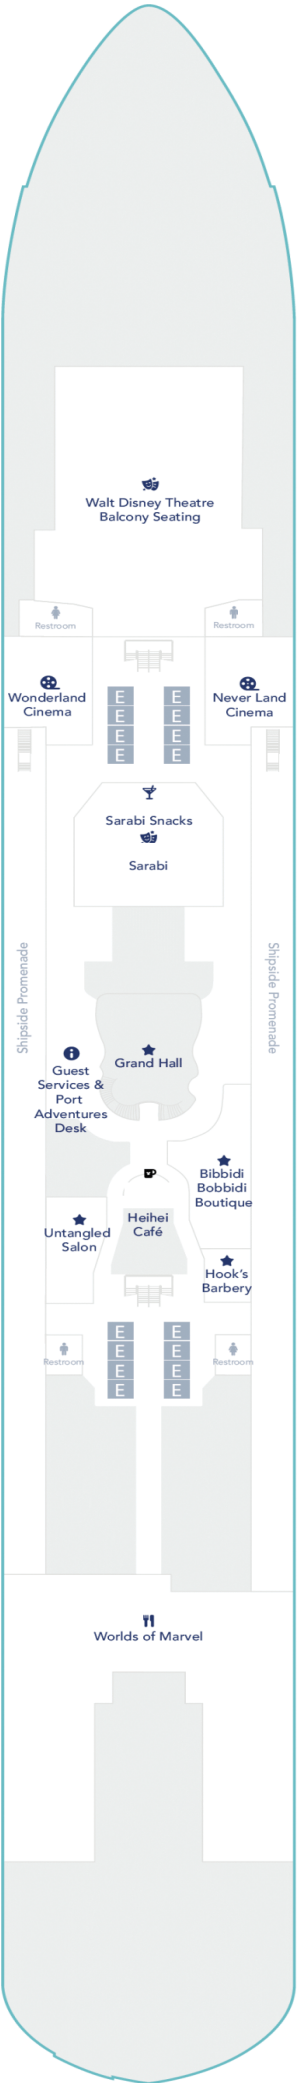 Walt Disney Theatre
Balcony Seating
Restroom
Restroom
Wonderland
Cinema
Never Land
Cinema
E
E
E
E
E
E
E
E
Sarabi Snacks
Sarabi
Shipside Promenade
Shipside Promenade
Grand Hall
Guest
Services &
Port
Adventures
Desk
Bibbidi
Bobbidi
Boutique
Heihei
Café
Untangled
Salon
Hook's
Barbery
E
E
E
E
E
E
E
E
Restroom
Restroom
Worlds of Marvel